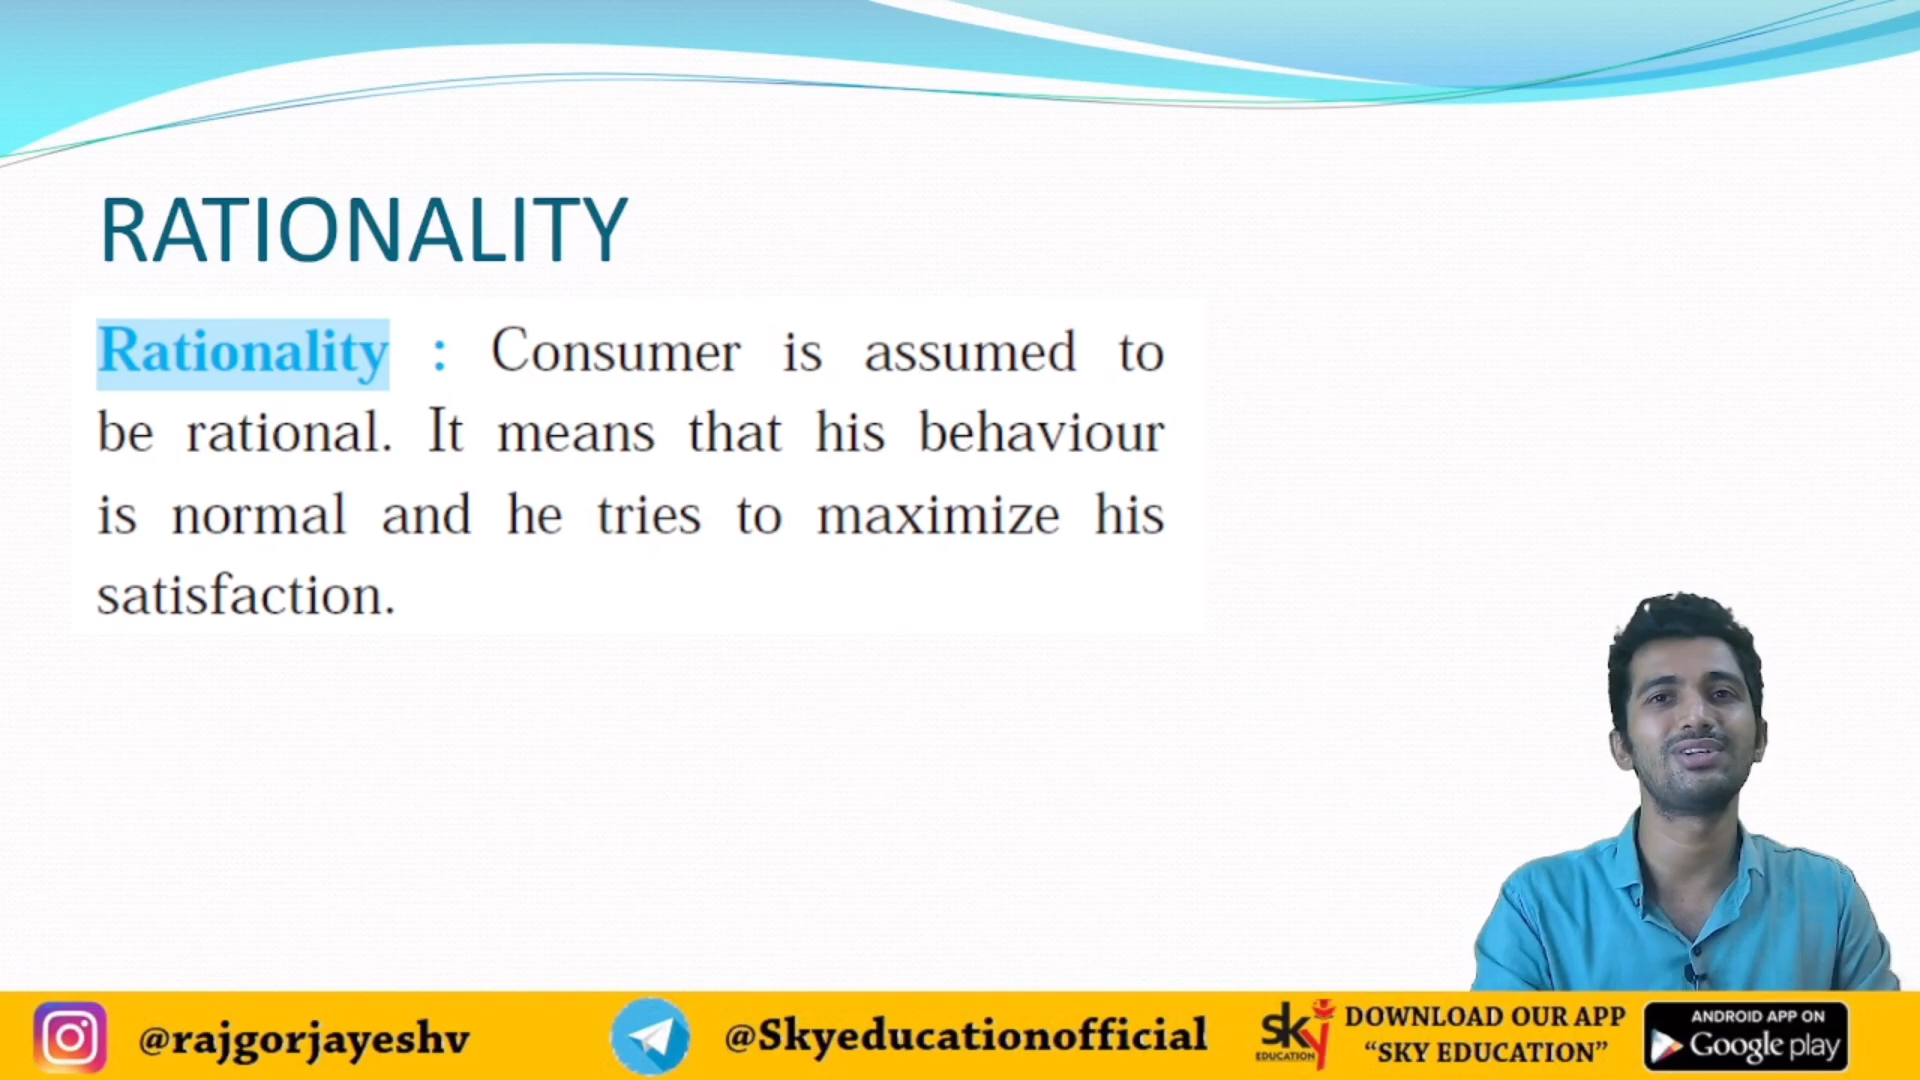 RATIONALITY
Rationality : Consumer is assumed to
be rational. It means that his behaviour
is normal and he tries to maximize his
satisfaction.
@rajgorjayeshv
@Skyeducationofficial
sky
EDUCATION
DOWNLOAD OUR APP
“SKY EDUCATION”
ANDROID APP ON
Google play